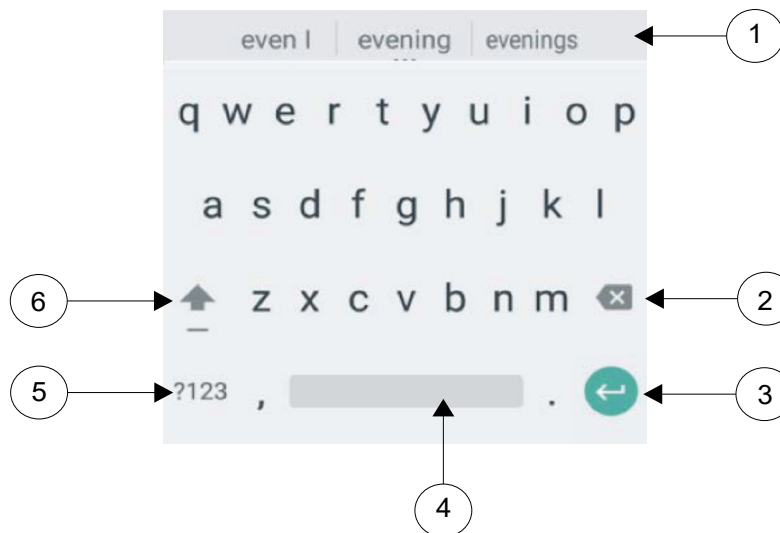 even I evening evenings 1
q w e r t y u i o p
a s d f g h j k l
6 z x c v b n m 2
5 ?123 , . 3
4